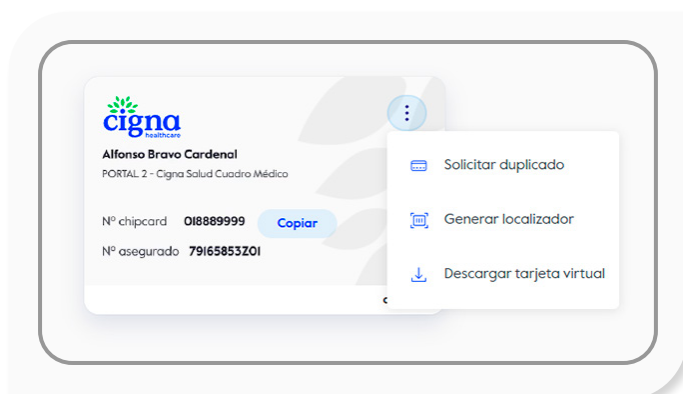 cigna
healthcare
Alfonso Bravo Cardenal
PORTAL 2 - Cigna Salud Cuadro Médico
Nº chipcard 018889999 Copiar
Nº asegurado 79165853Z01
Solicitar duplicado
Generar localizador
Descargar tarjeta virtual